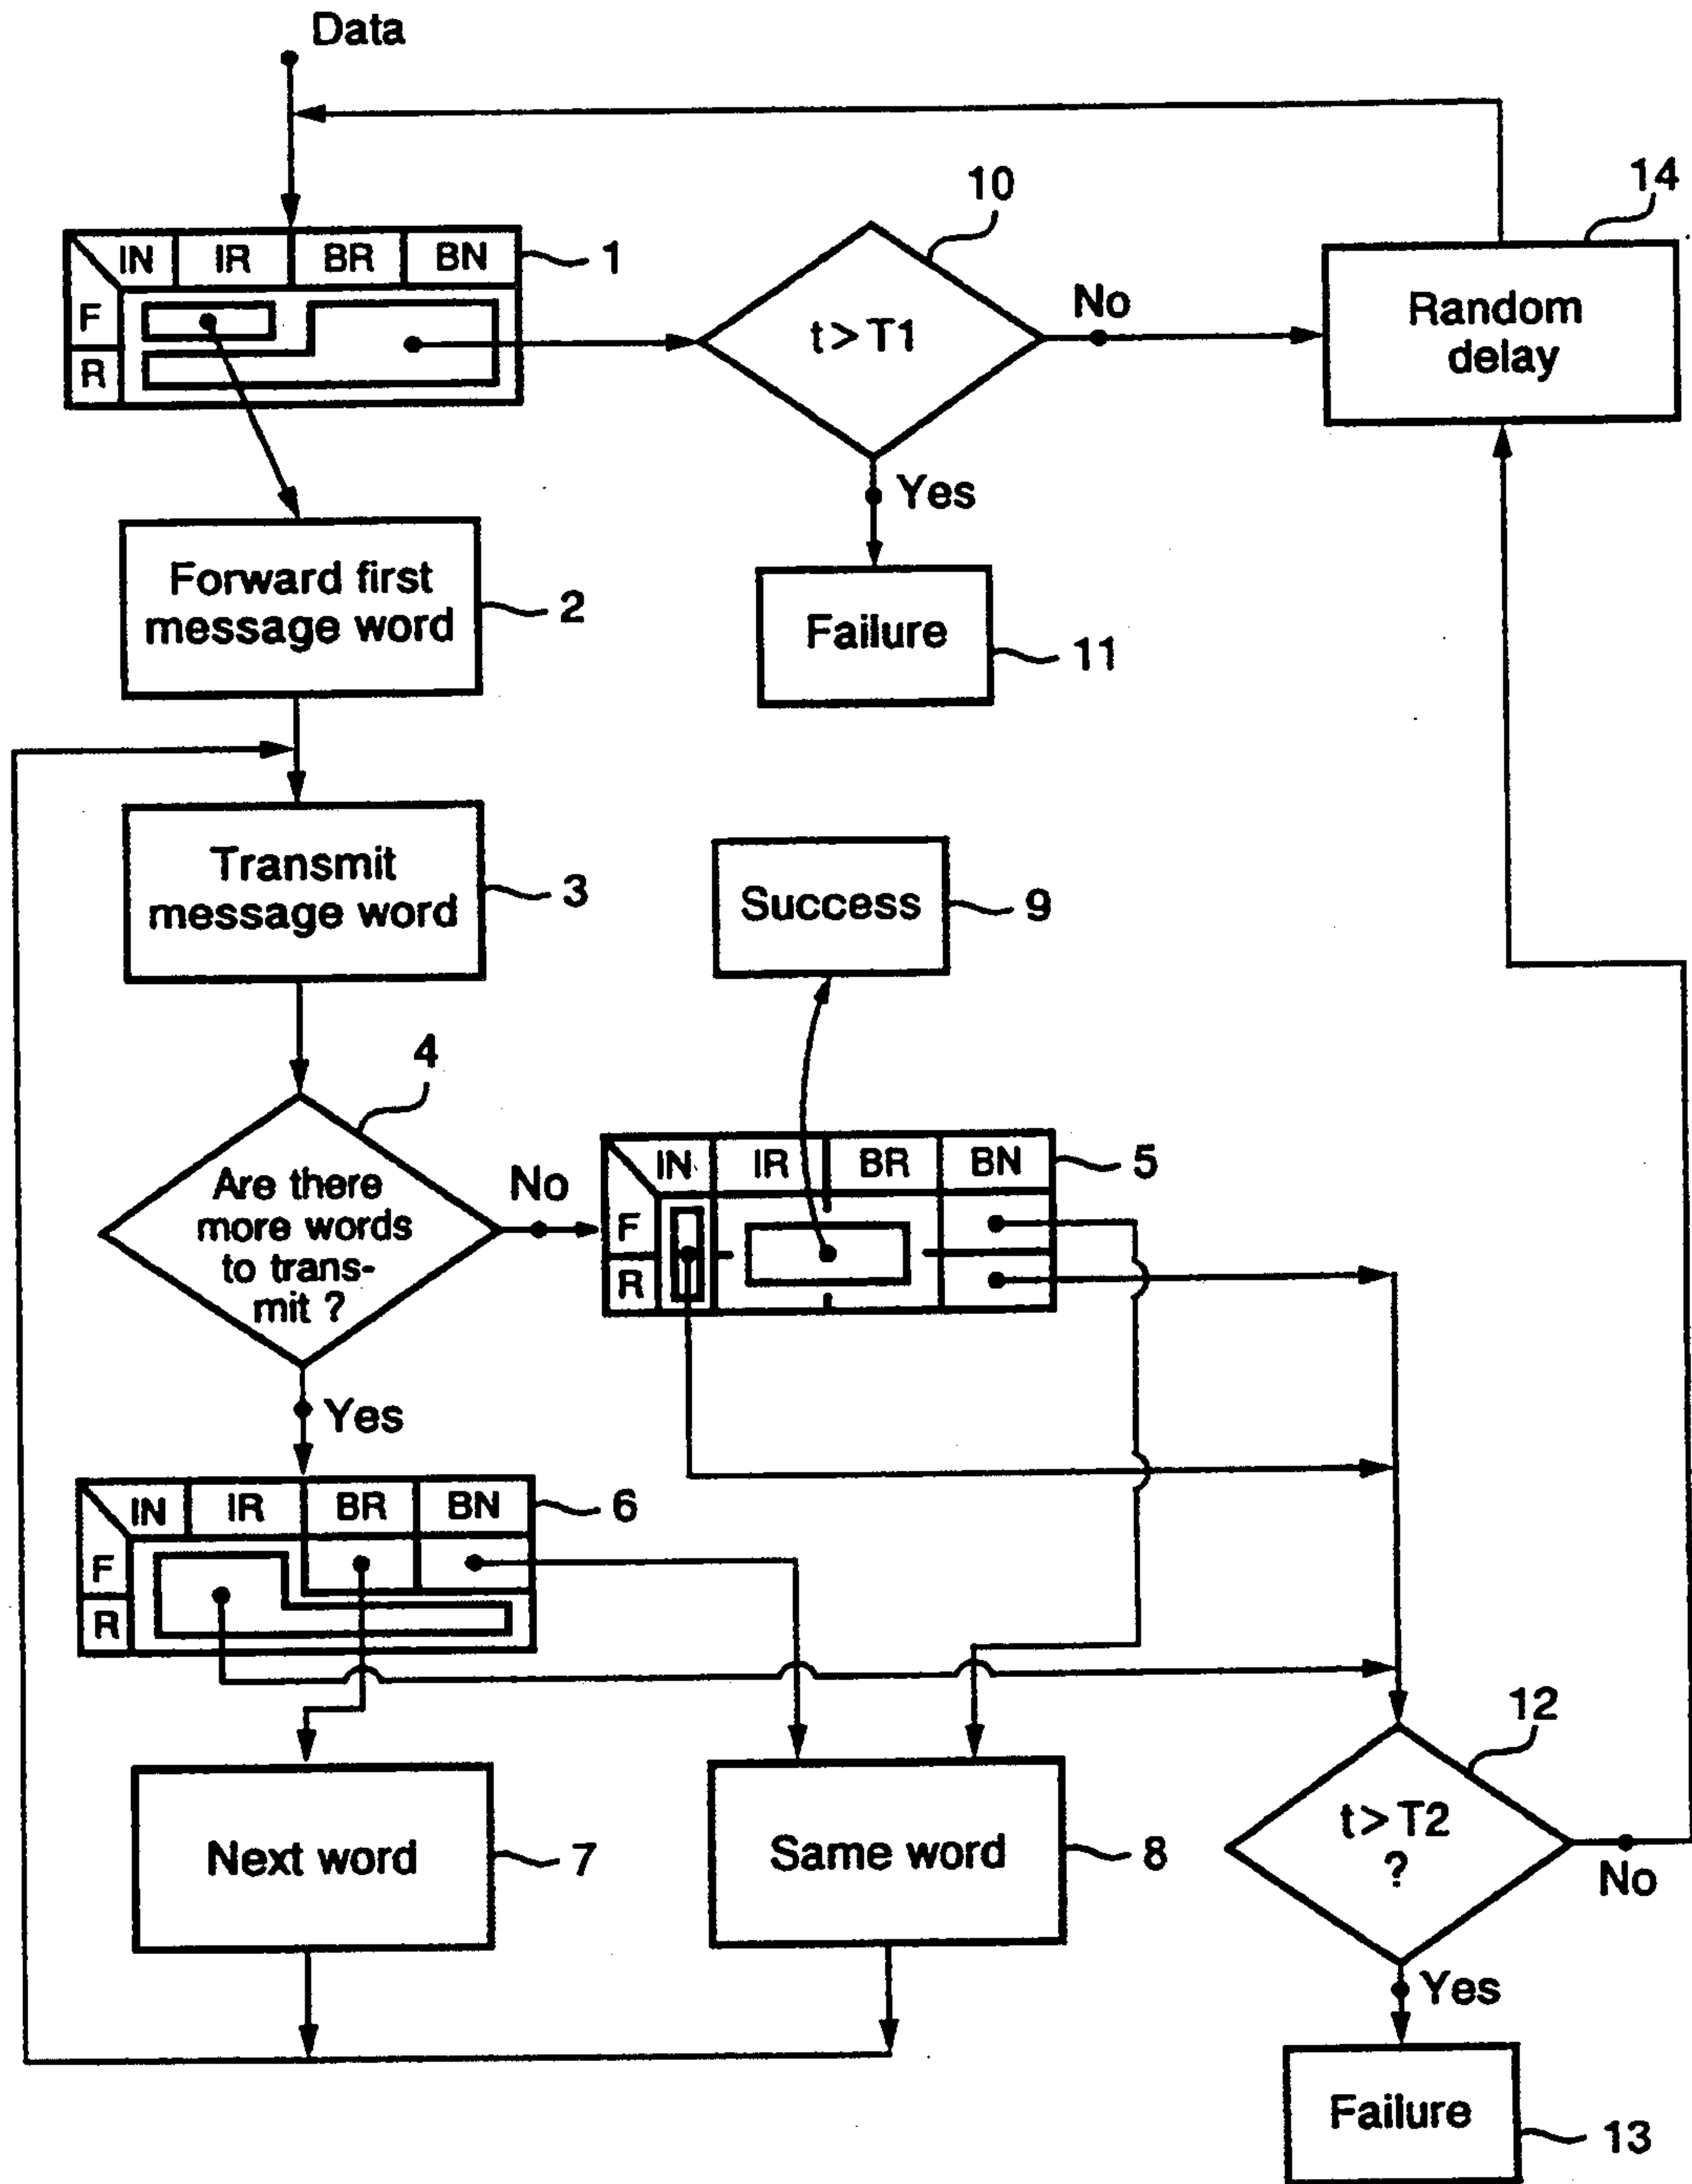 Data
10
14
IN IR BR BN
1
F
R
t > T1
No
Random
delay
Yes
Forward first
message word
2
Failure
11
Transmit
message word
3
Success
9
4
Are there
more words
to trans-
mit ?
No
IN IR BR BN
5
F
R
Yes
IN IR BR BN
6
F
R
12
t > T2
?
No
Next word
7
Same word
8
Yes
Failure
13